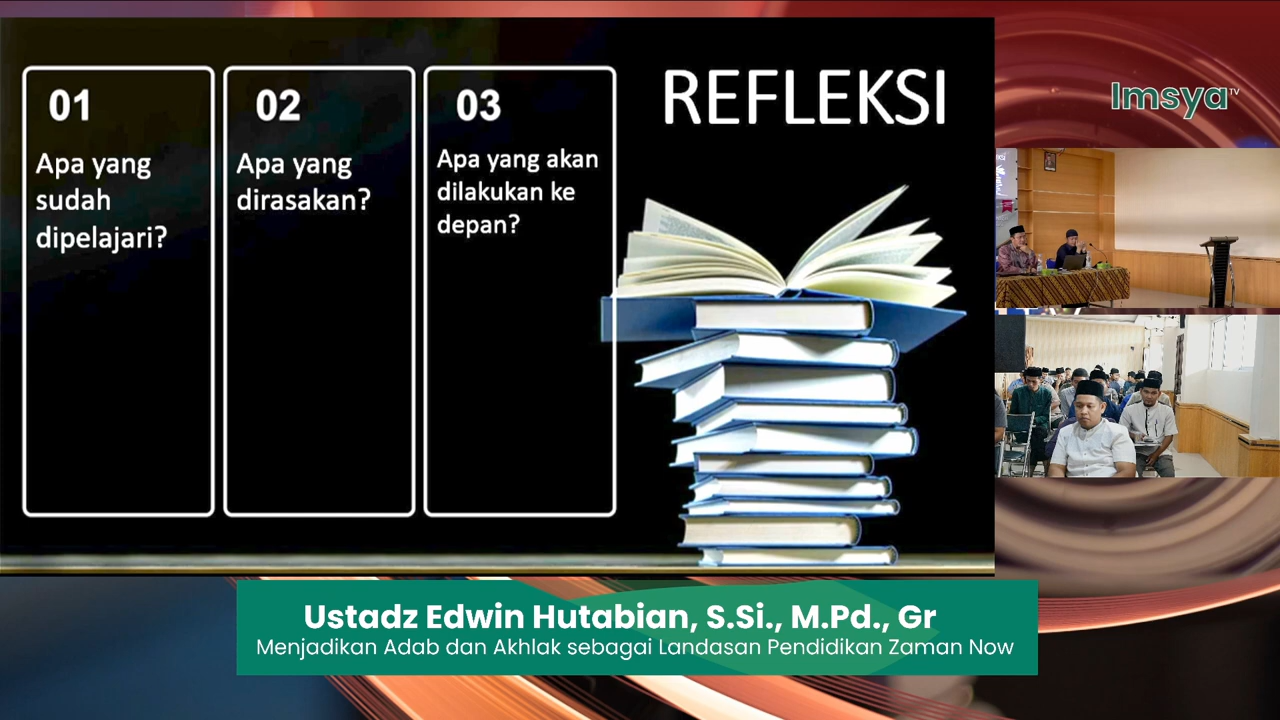 REFLEKSI
01
Apa yang
sudah
dipelajari?
02
Apa yang
dirasakan?
03
Apa yang akan
dilakukan ke
depan?
Imsya TV
Ustadz Edwin Hutabian, S.Si., M.Pd., Gr
Menjadikan Adab dan Akhlak sebagai Landasan Pendidikan Zaman Now